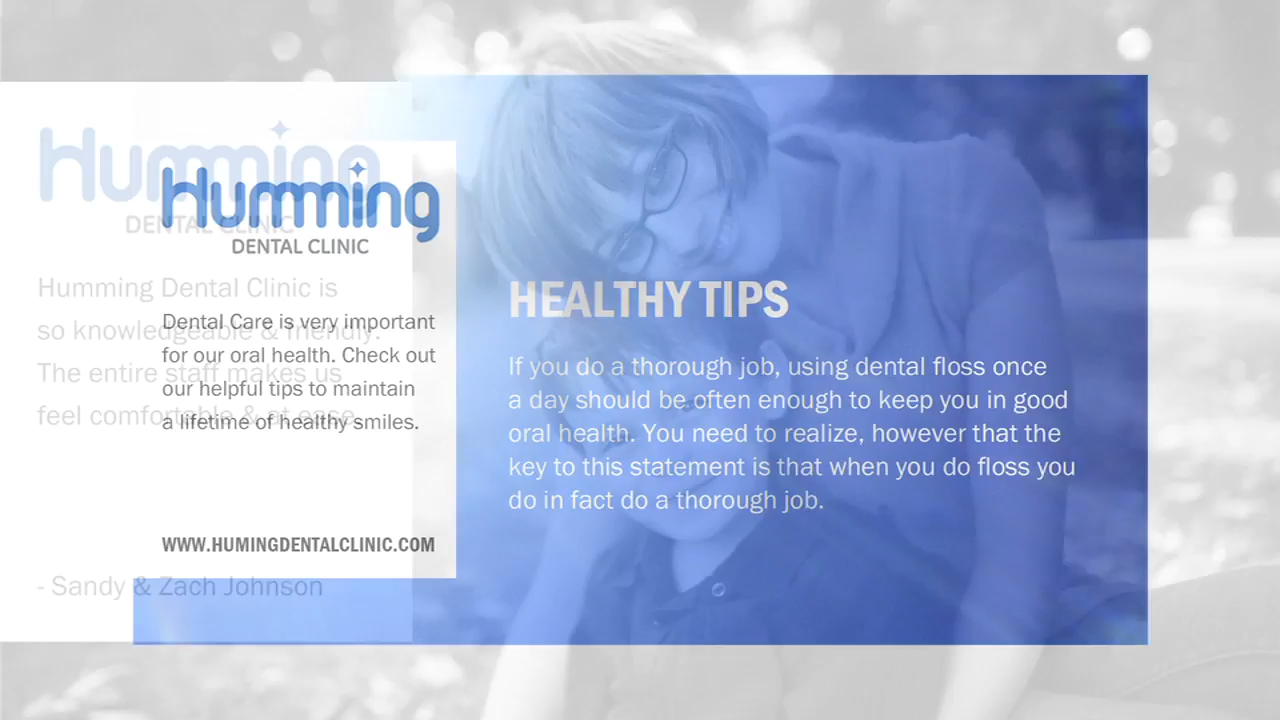 Humming
DENTAL CLINIC
Humming Dental Clinic is
so knowledgeable & friendly.
The entire staff makes us
feel comfortable & at ease.
- Sandy & Zach Johnson
Humming
DENTAL CLINIC
Dental Care is very important
for our oral health. Check out
our helpful tips to maintain
a lifetime of healthy smiles.
WWW.HUMINGDENTALCLINIC.COM
HEALTHY TIPS
If you do a thorough job, using dental floss once
a day should be often enough to keep you in good
oral health. You need to realize, however that the
key to this statement is that when you do floss you
do in fact do a thorough job.